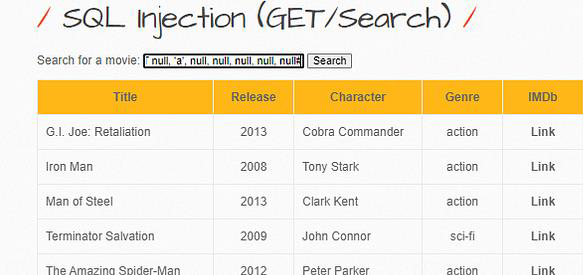 / SQL Injection (GET/Search) /
Search for a movie: null, 'a', null, null, null, null, null# Search
Title Release Character Genre IMDb
G.I. Joe: Retaliation 2013 Cobra Commander action Link
Iron Man 2008 Tony Stark action Link
Man of Steel 2013 Clark Kent action Link
Terminator Salvation 2009 John Connor sci-fi Link
The Amazing Spider-Man 2012 Peter Parker action Link